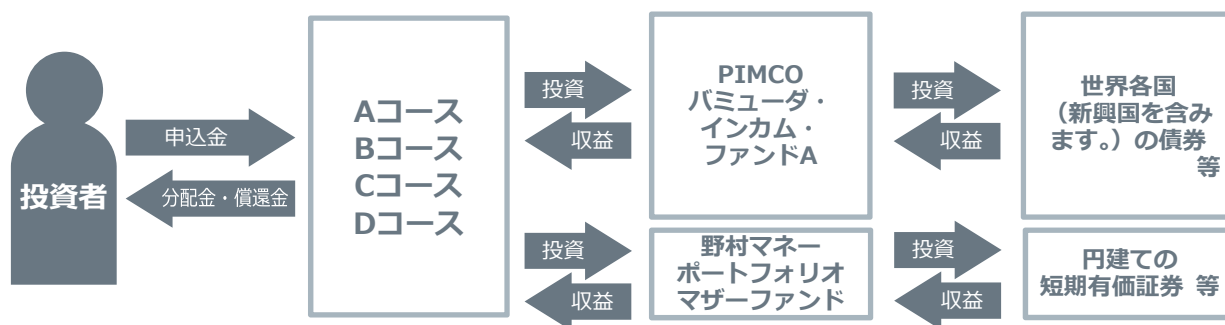 投資者
申込金
分配金・償還金
Aコース
Bコース
Cコース
Dコース
投資
収益
PIMCO
バミューダ・
インカム・
ファンドA
投資
収益
世界各国
（新興国を含み
ます。）の債券
等
投資
収益
野村マネー
ポートフォリオ
マザーファンド
投資
収益
円建ての
短期有価証券 等